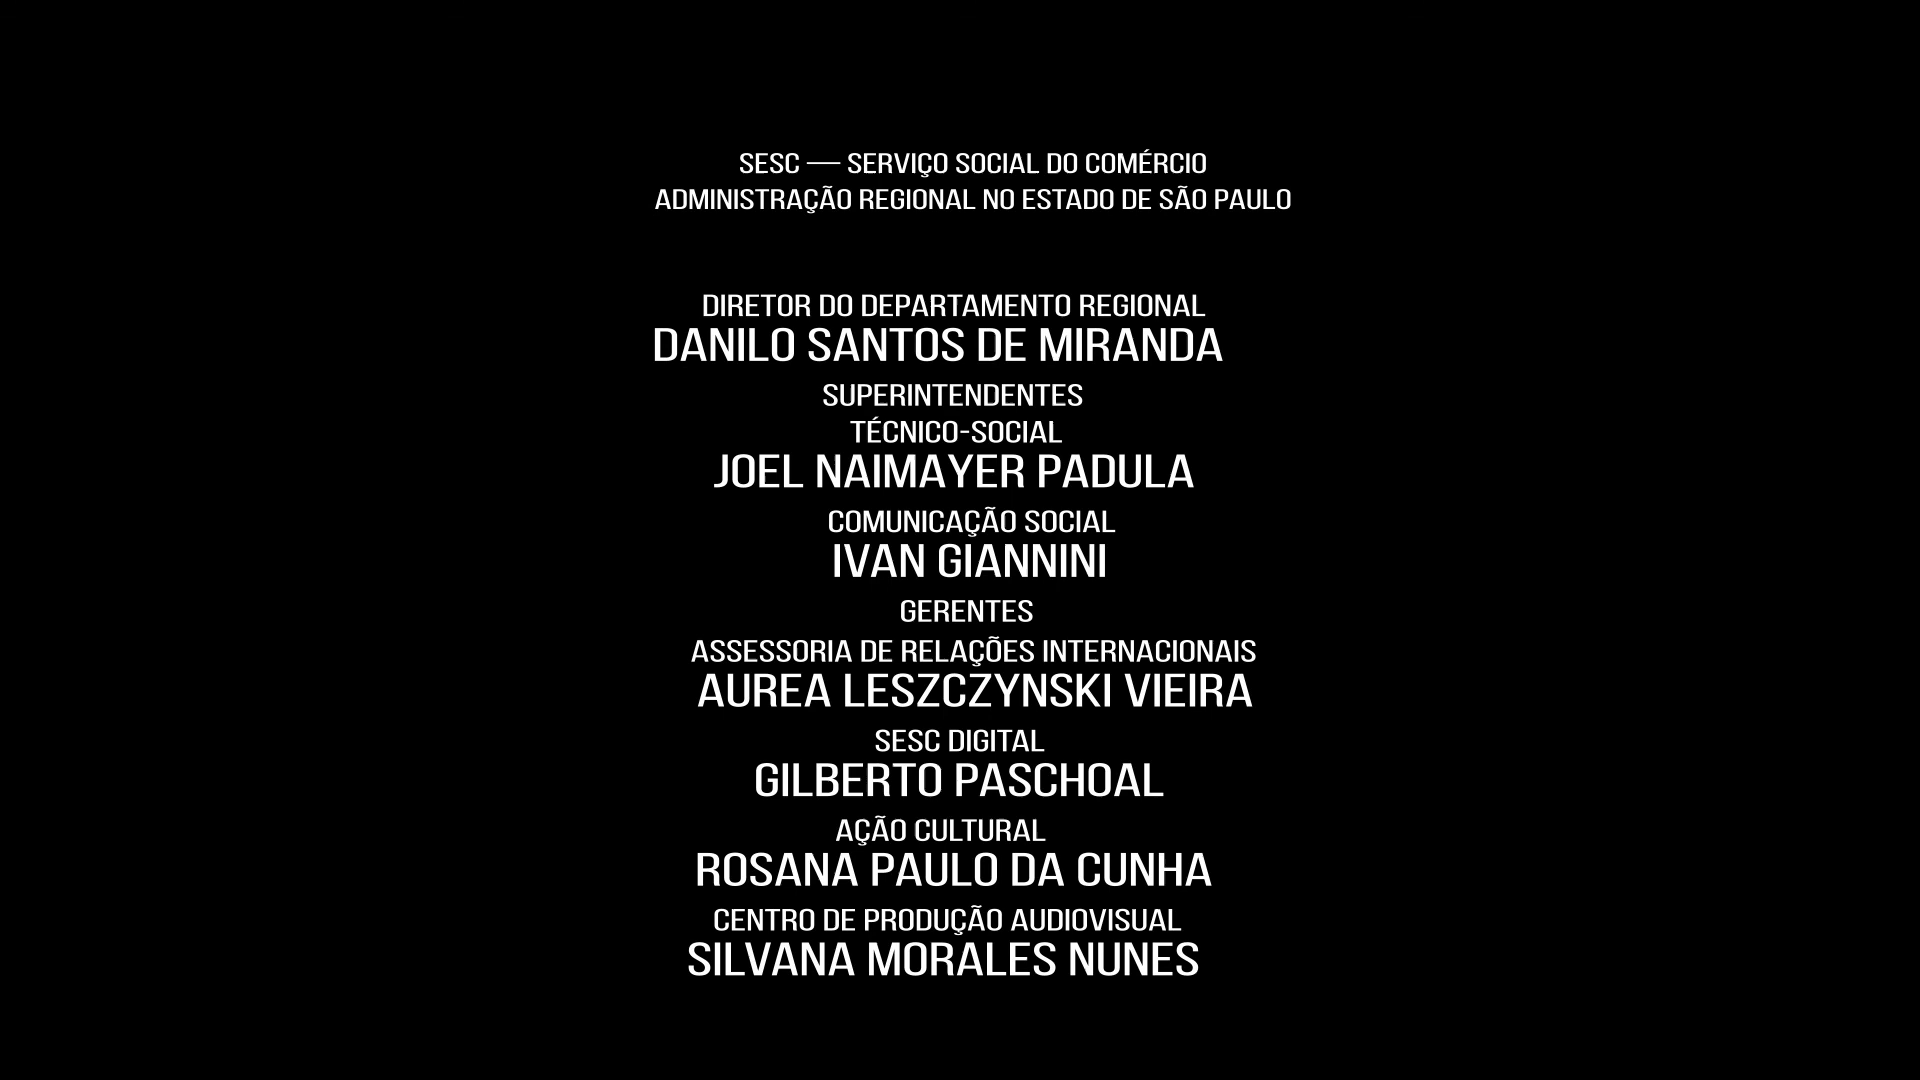 SESC — SERVIÇO SOCIAL DO COMÉRCIO
ADMINISTRAÇÃO REGIONAL NO ESTADO DE SÃO PAULO
DIRETOR DO DEPARTAMENTO REGIONAL
DANILO SANTOS DE MIRANDA
SUPERINTENDENTES
TÉCNICO-SOCIAL
JOEL NAIMAYER PADULA
COMUNICAÇÃO SOCIAL
IVAN GIANNINI
GERENTES
ASSESSORIA DE RELAÇÕES INTERNACIONAIS
AUREA LESZCZYNSKI VIEIRA
SESC DIGITAL
GILBERTO PASCHOAL
AÇÃO CULTURAL
ROSANA PAULO DA CUNHA
CENTRO DE PRODUÇÃO AUDIOVISUAL
SILVANA MORALES NUNES